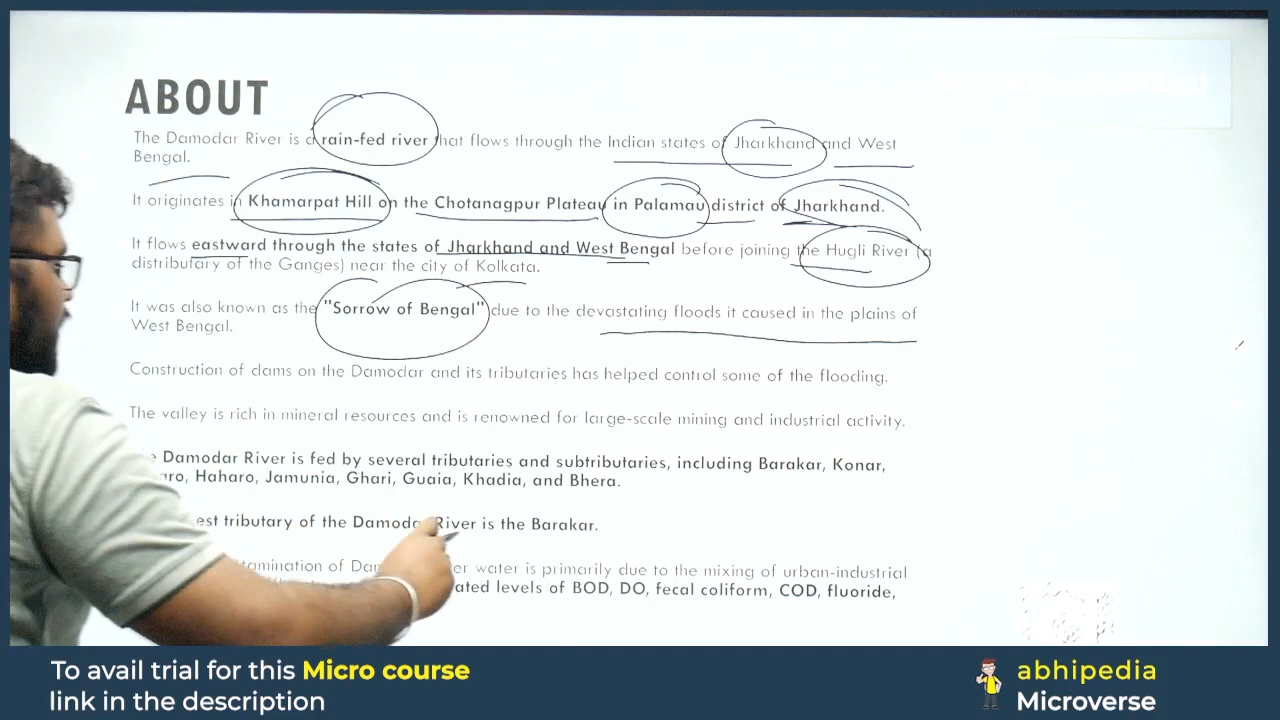 ABOUT
The Damodar River is a rain-fed river that flows through the Indian states of Jharkhand and West
Bengal.
It originates in Khamarpat Hill on the Chotanagpur Plateau in Palamau district of Jharkhand.
It flows eastward through the states of Jharkhand and West Bengal before joining the Hugli River (a
distributary of the Ganges) near the city of Kolkata.
It was also known as the "Sorrow of Bengal" due to the devastating floods it caused in the plains of
West Bengal.
Construction of dams on the Damodar and its tributaries has helped control some of the flooding.
The valley is rich in mineral resources and is renowned for large-scale mining and industrial activity.
Damodar River is fed by several tributaries and subtributaries, including Barakar, Konar,
Haharo, Jamunia, Ghari, Guaia, Khadia, and Bhera.
tributary of the Damodar River is the Barakar.
of water is primarily due to the mixing of urban-industrial
levels of BOD, DO, fecal coliform, COD, fluoride,
To avail trial for this Micro course
link in the description
abhipedia
Microverse